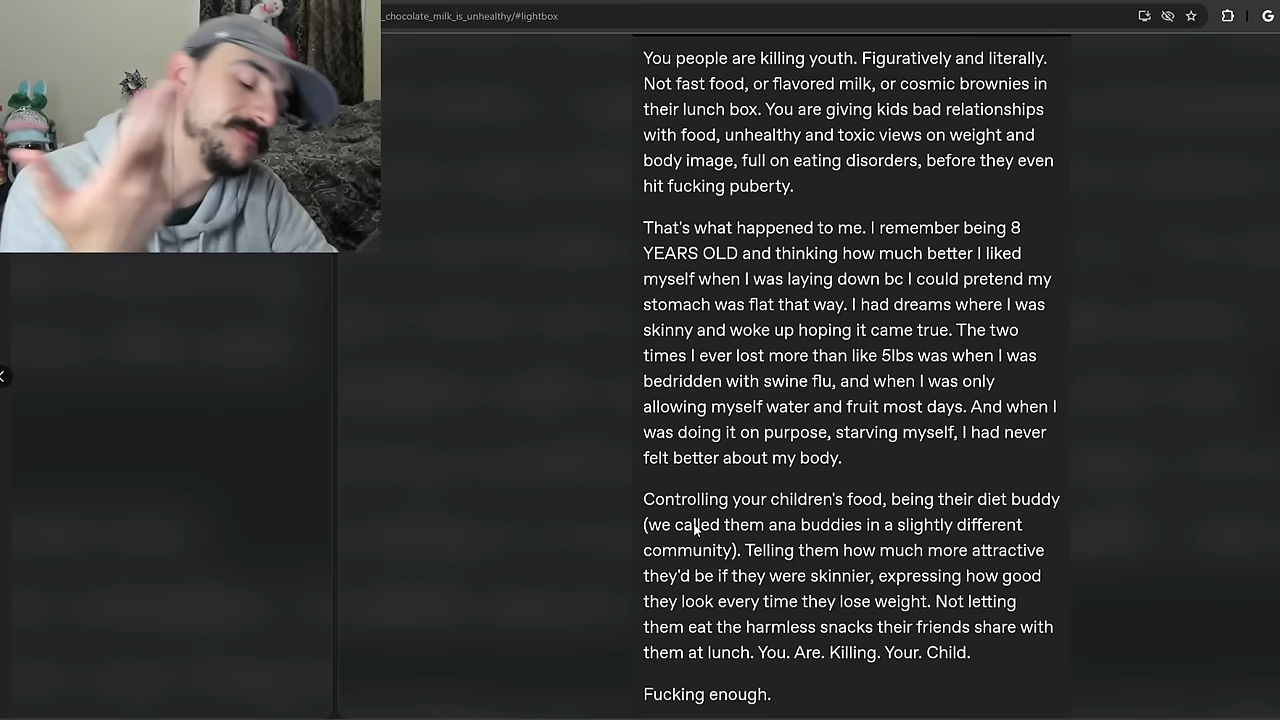 _chocolate_milk_is_unhealthy/#lightbox
You people are killing youth. Figuratively and literally.
Not fast food, or flavored milk, or cosmic brownies in
their lunch box. You are giving kids bad relationships
with food, unhealthy and toxic views on weight and
body image, full on eating disorders, before they even
hit fucking puberty.
That's what happened to me. I remember being 8
YEARS OLD and thinking how much better I liked
myself when I was laying down bc I could pretend my
stomach was flat that way. I had dreams where I was
skinny and woke up hoping it came true. The two
times I ever lost more than like 5lbs was when I was
bedridden with swine flu, and when I was only
allowing myself water and fruit most days. And when I
was doing it on purpose, starving myself, I had never
felt better about my body.
Controlling your children's food, being their diet buddy
(we called them ana buddies in a slightly different
community). Telling them how much more attractive
they'd be if they were skinnier, expressing how good
they look every time they lose weight. Not letting
them eat the harmless snacks their friends share with
them at lunch. You. Are. Killing. Your. Child.
Fucking enough.